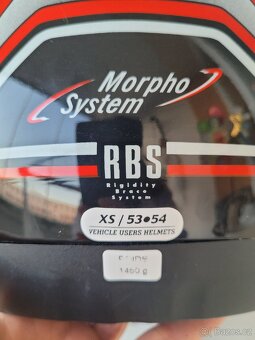 Morpho
System
RBS
Rigidity
Brace
System
XS / 53●54
VEHICLE USERS HELMETS
1460 g